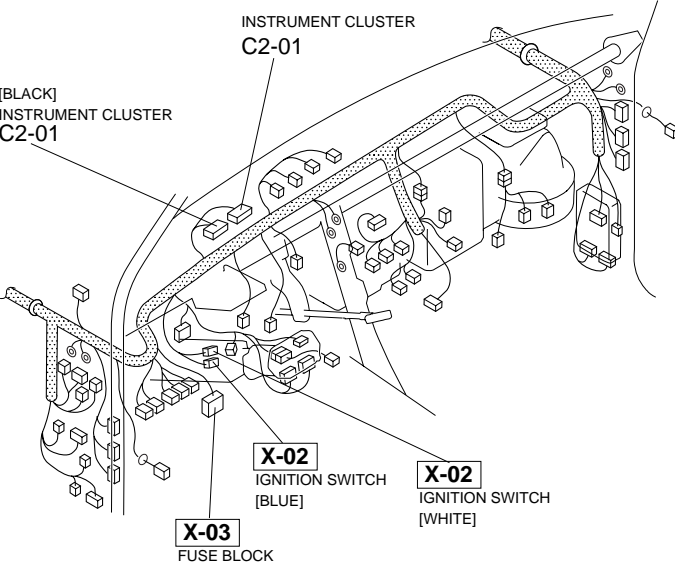 INSTRUMENT CLUSTER
C2-01
[BLACK]
INSTRUMENT CLUSTER
C2-01
X-02
IGNITION SWITCH
[BLUE]
X-02
IGNITION SWITCH
[WHITE]
X-03
FUSE BLOCK